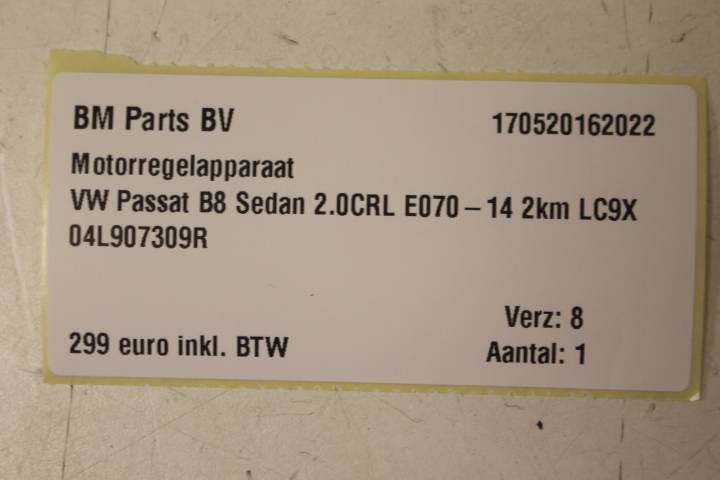 BM Parts BV 170520162022
Motorregelapparaat
VW Passat B8 Sedan 2.0CRL E070 – 14 2km LC9X
04L907309R
Verz: 8
299 euro inkl. BTW Aantal: 1